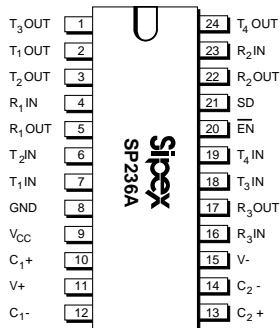 T3OUT 1
T1OUT 2
T2OUT 3
R1IN 4
R1OUT 5
T2IN 6
T1IN 7
GND 8
VCC 9
C1+ 10
V+ 11
C1- 12
Sipex
SP236A
24 T4OUT
23 R2IN
22 R2OUT
21 SD
20 EN
19 T4IN
18 T3IN
17 R3OUT
16 R3IN
15 V-
14 C2 -
13 C2 +